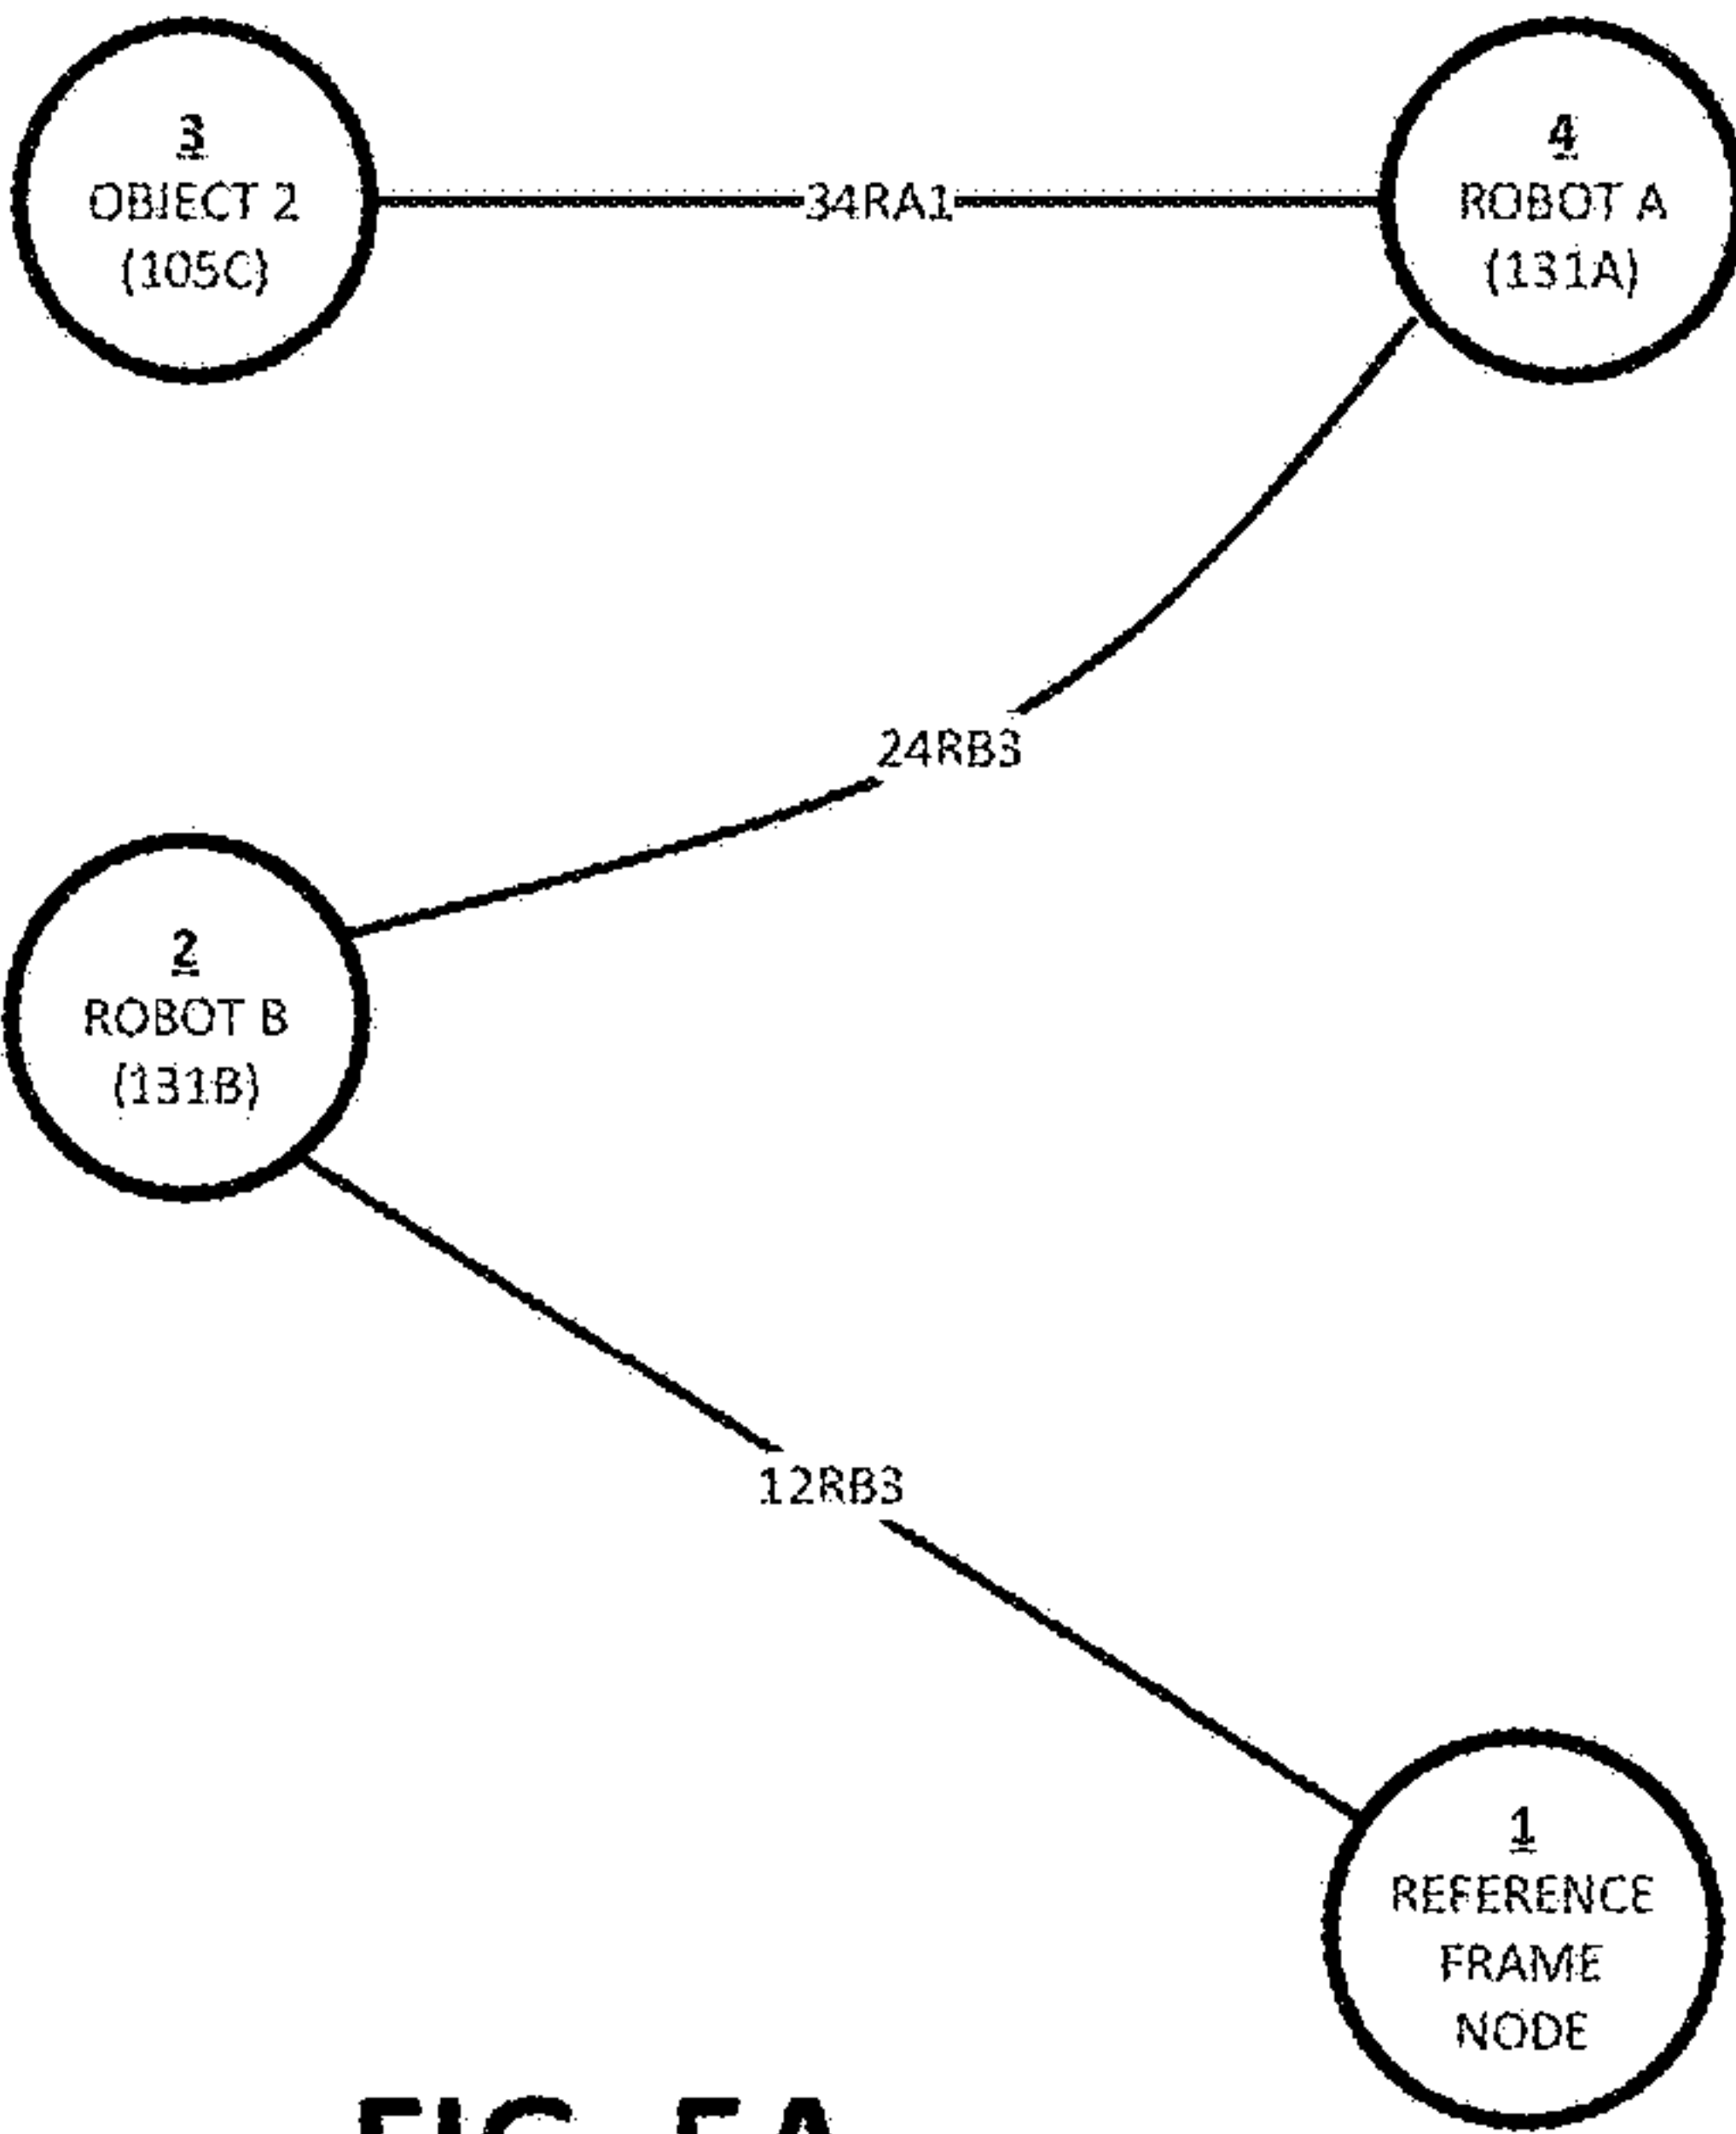 3
OBJECT 2
(105C)
34RA1
4
ROBOT A
(131A)
24RB3
2
ROBOT B
(131B)
12RB3
1
REFERENCE
FRAME
NODE